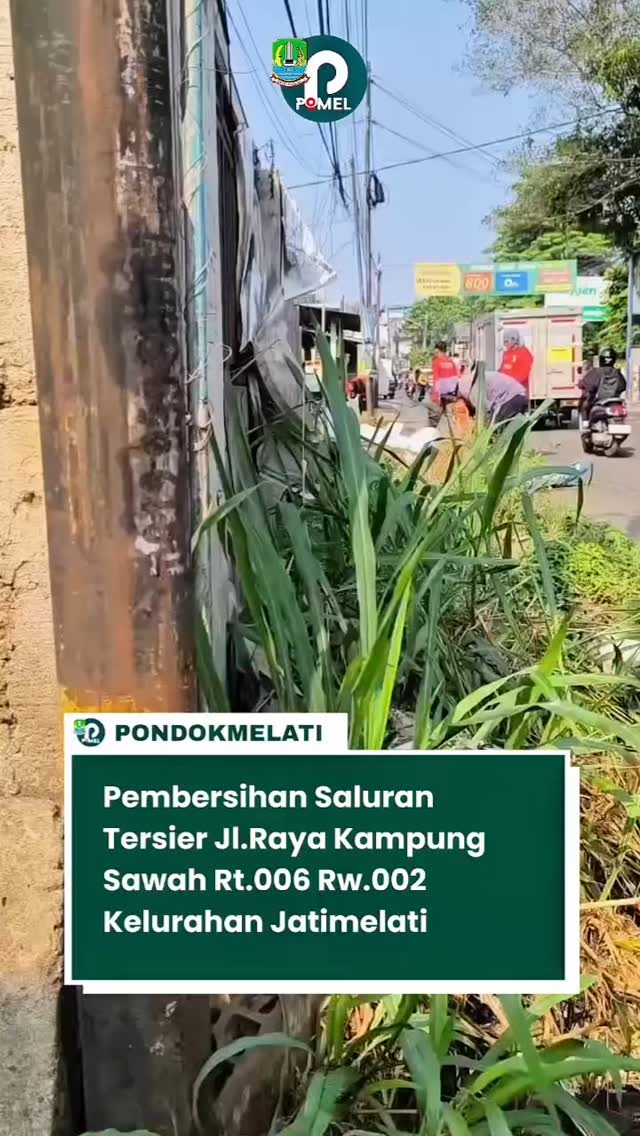 POMEL
PONDOKMELATI
Pembersihan Saluran
Tersier Jl.Raya Kampung
Sawah Rt.006 Rw.002
Kelurahan Jatimelati